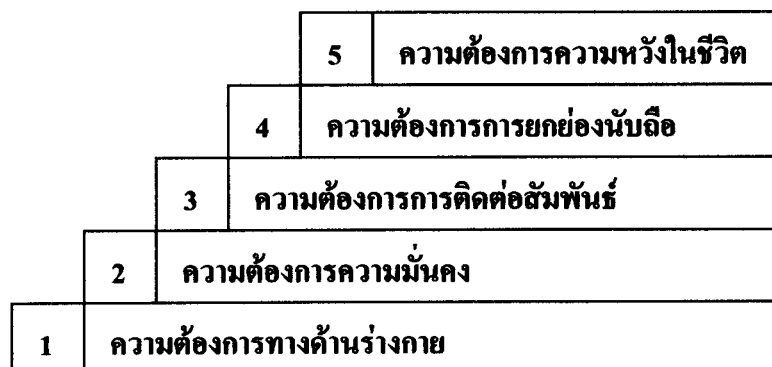 5 ความต้องการความหวังในชีวิต
4 ความต้องการการยกย่องนับถือ
3 ความต้องการการติดต่อสัมพันธ์
2 ความต้องการความมั่นคง
1 ความต้องการทางด้านร่างกาย